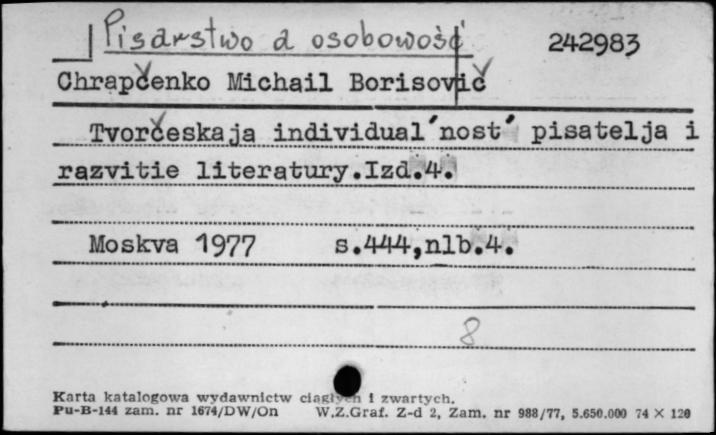 Pisarstwo a osobowość 242983
Chrapčenko Michail Borisovič
Tvorčeskaja individual'nost' pisatelja i
razvitie literatury.Izd.4.
Moskva 1977 s.444,nlb.4.
8
Karta katalogowa wydawnictw ciągłych i zwartych.
Pu-B-144 zam. nr 1674/DW/On W.Z.Graf. Z-d 2, Zam. nr 988/77, 5.650.000 74 × 120